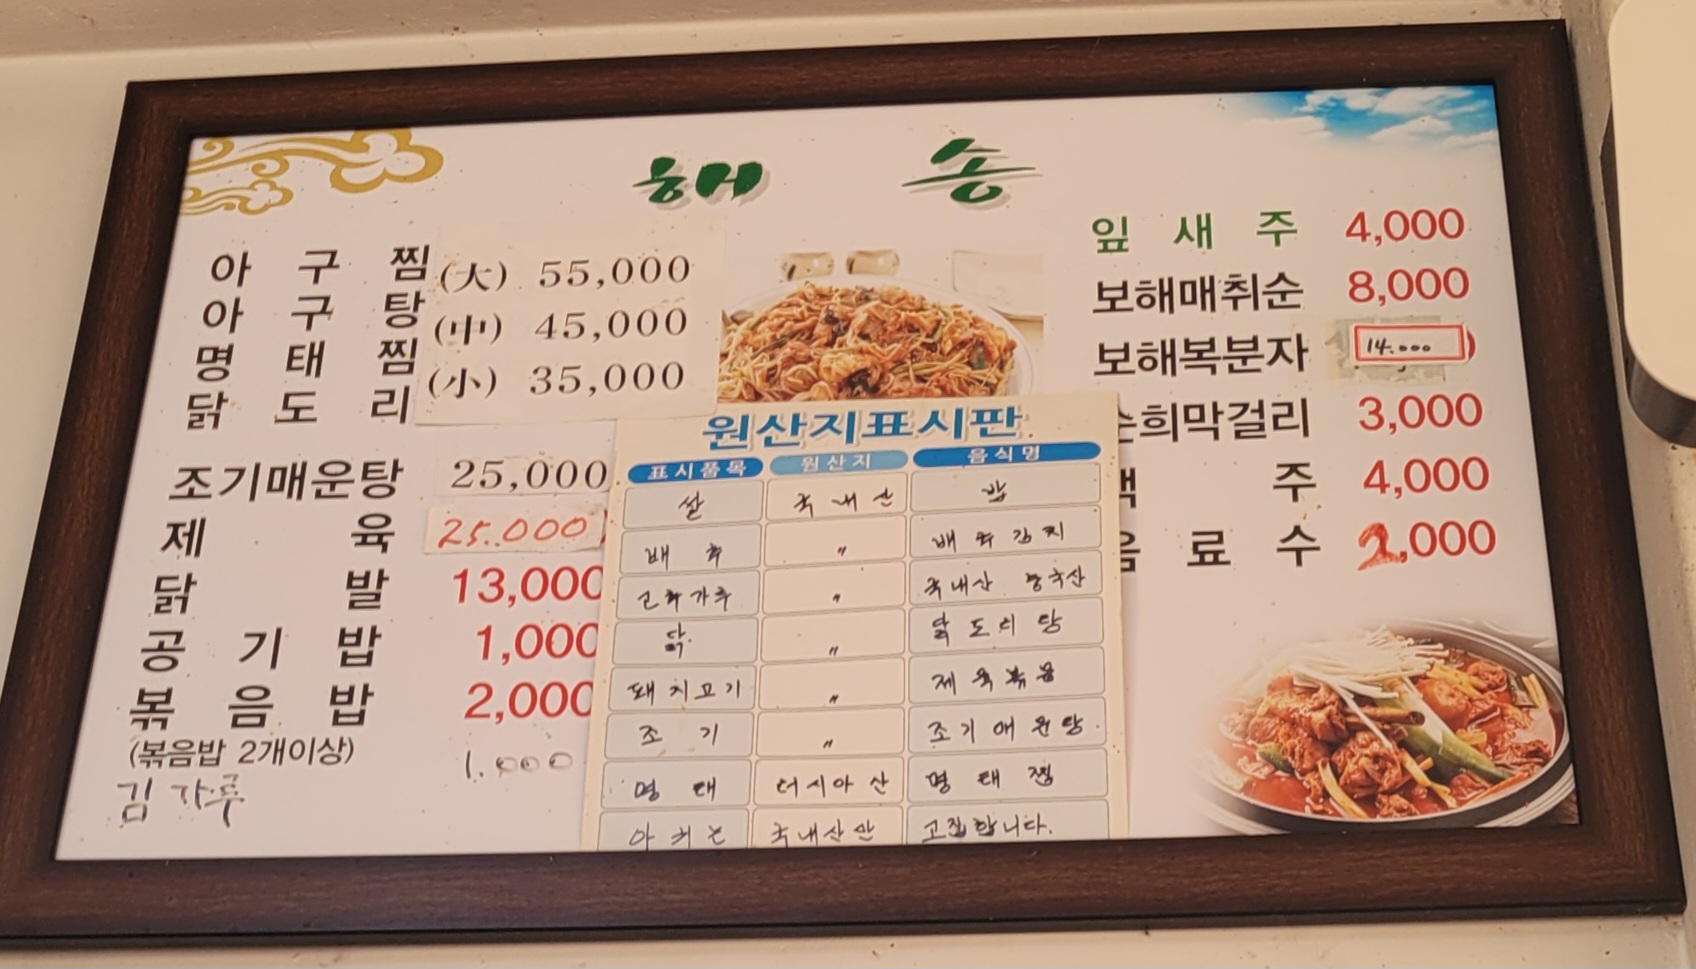 해 송
아 구 찜
아 구 탕
명 태 찜
닭 도 리
(大) 55,000
(中) 45,000
(小) 35,000
조기매운탕 25,000
제 육 25.000
닭 발 13,000
공 기 밥 1,000
볶 음 밥 2,000
(볶음밥 2개이상)
김 가루 1.000
원산지표시판
표시품목 원산지 음식명
쌀 국내산 밥
배추 〃 배추김치
고추가루 〃 국내산 중국산
닭. 〃 닭도리탕
돼지고기 〃 제육볶음
조기 〃 조기매운탕.
명태 러시아산 명태찜
아귀는 국내산만 고집합니다.
잎 새 주 4,000
보해매취순 8,000
보해복분자 14.000
순희막걸리 3,000
맥 주 4,000
음 료 수 2,000